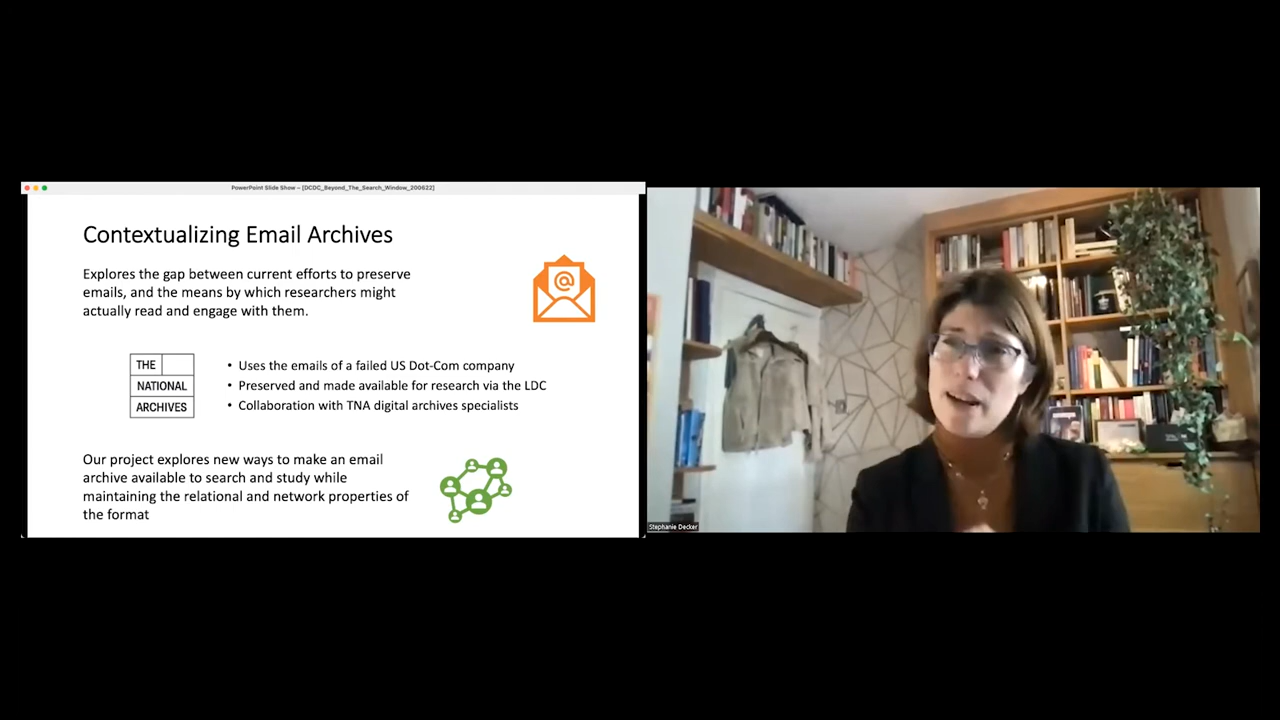 PowerPoint Slide Show – [DCDC_Beyond_The_Search_Window_200622]
Contextualizing Email Archives
Explores the gap between current efforts to preserve
emails, and the means by which researchers might
actually read and engage with them.
@
THE
NATIONAL
ARCHIVES
• Uses the emails of a failed US Dot-Com company
• Preserved and made available for research via the LDC
• Collaboration with TNA digital archives specialists
Our project explores new ways to make an email
archive available to search and study while
maintaining the relational and network properties of
the format
Stephanie Decker